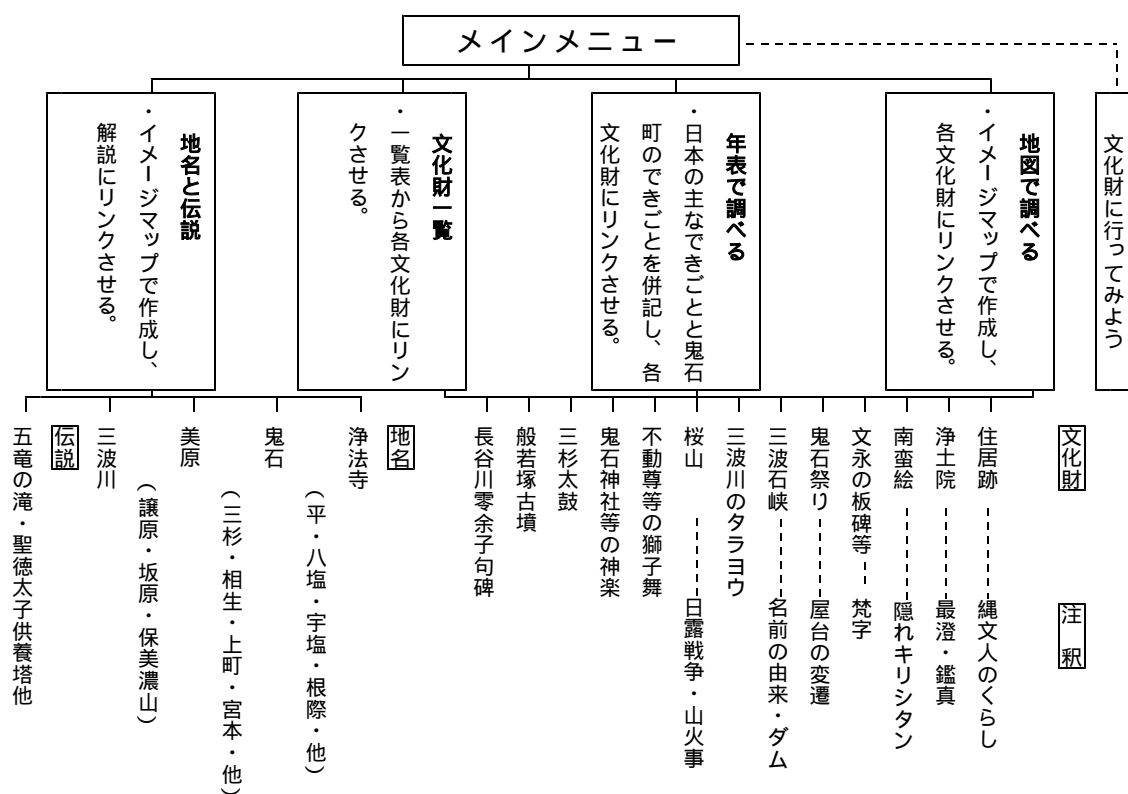 メインメニュー
文化財に行ってみよう
地図で調べる
・イメージマップで作成し、
各文化財にリンクさせる。
年表で調べる
・日本の主なできごとと鬼石
町のできごとを併記し、各
文化財にリンクさせる。
文化財一覧
・一覧表から各文化財にリン
クさせる。
地名と伝説
・イメージマップで作成し、
解説にリンクさせる。
文化財
注 釈
住居跡
縄文人のくらし
浄土院
最澄・鑑真
南蛮絵
隠れキリシタン
文永の板碑等
梵字
鬼石祭り
屋台の変遷
三波石峡
名前の由来・ダム
三波川のタラヨウ
桜山
日露戦争・山火事
不動尊等の獅子舞
鬼石神社等の神楽
三杉太鼓
般若塚古墳
長谷川零余子句碑
地名
浄法寺
(平・八塩・宇塩・根際・他)
鬼石
(三杉・相生・上町・宮本・他)
美原
(譲原・坂原・保美濃山)
三波川
伝説
五竜の滝・聖徳太子供養塔他